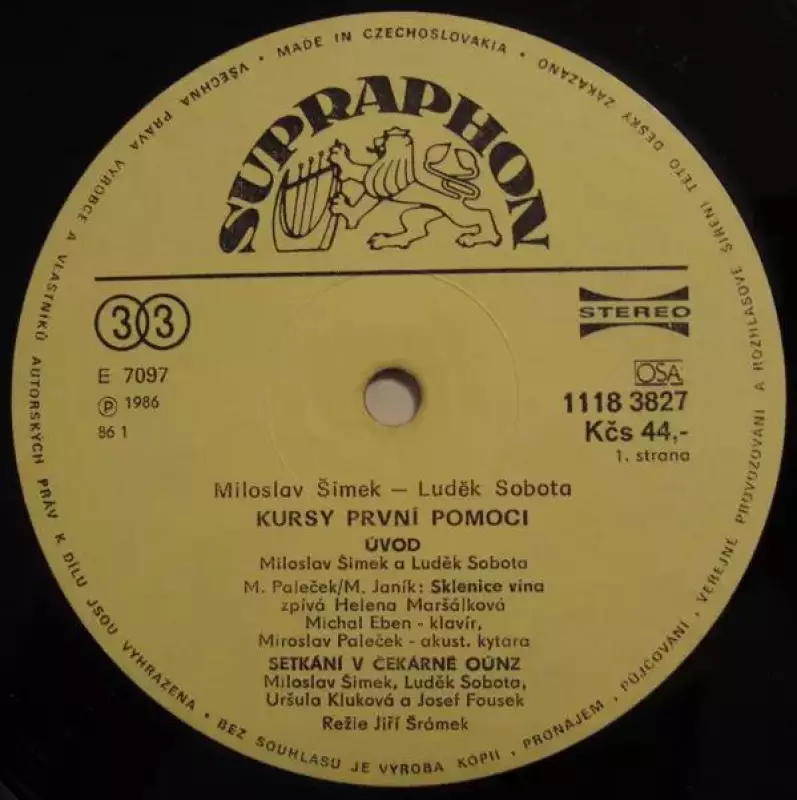 MADE IN CZECHOSLOVAKIA •
VŠECHNA PRÁVA VÝROBCE A VLASTNÍKŮ AUTORSKÝCH PRÁV K DÍLU JSOU VYHRAZENA • BEZ SOUHLASU JE VÝROBA KÓPIÍ, PRONÁJEM, PŮJČOVÁNÍ, VEŘEJNÉ PROVOZOVÁNÍ A ROZHLASOVÉ ŠÍŘENÍ TÉTO DESKY ZAKÁZÁNO •
SUPRAPHON
33
STEREO
E 7097
OSA
Ⓟ 1986
1118 3827
86 1
Kčs 44,-
1. strana
Miloslav Šimek – Luděk Sobota
KURSY PRVNÍ POMOCI
ÚVOD
Miloslav Šimek a Luděk Sobota
M. Paleček/M. Janík: Sklenice vína
zpívá Helena Maršálková
Michal Eben - klavír,
Miroslav Paleček - akust. kytara
SETKÁNÍ V ČEKÁRNĚ OÚNZ
Miloslav Šimek, Luděk Sobota,
Uršula Kluková a Josef Fousek
Režie Jiří Šrámek